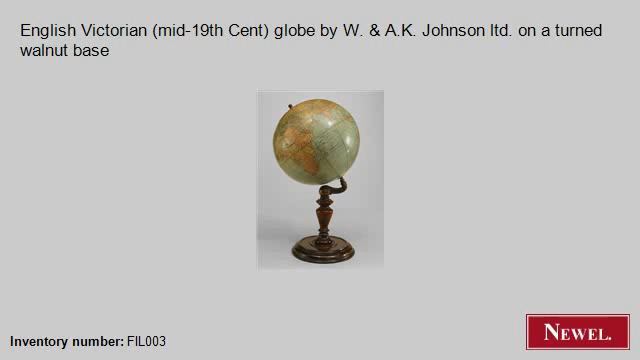 English Victorian (mid-19th Cent) globe by W. & A.K. Johnson ltd. on a turned
walnut base
Inventory number: FIL003
NEWEL.